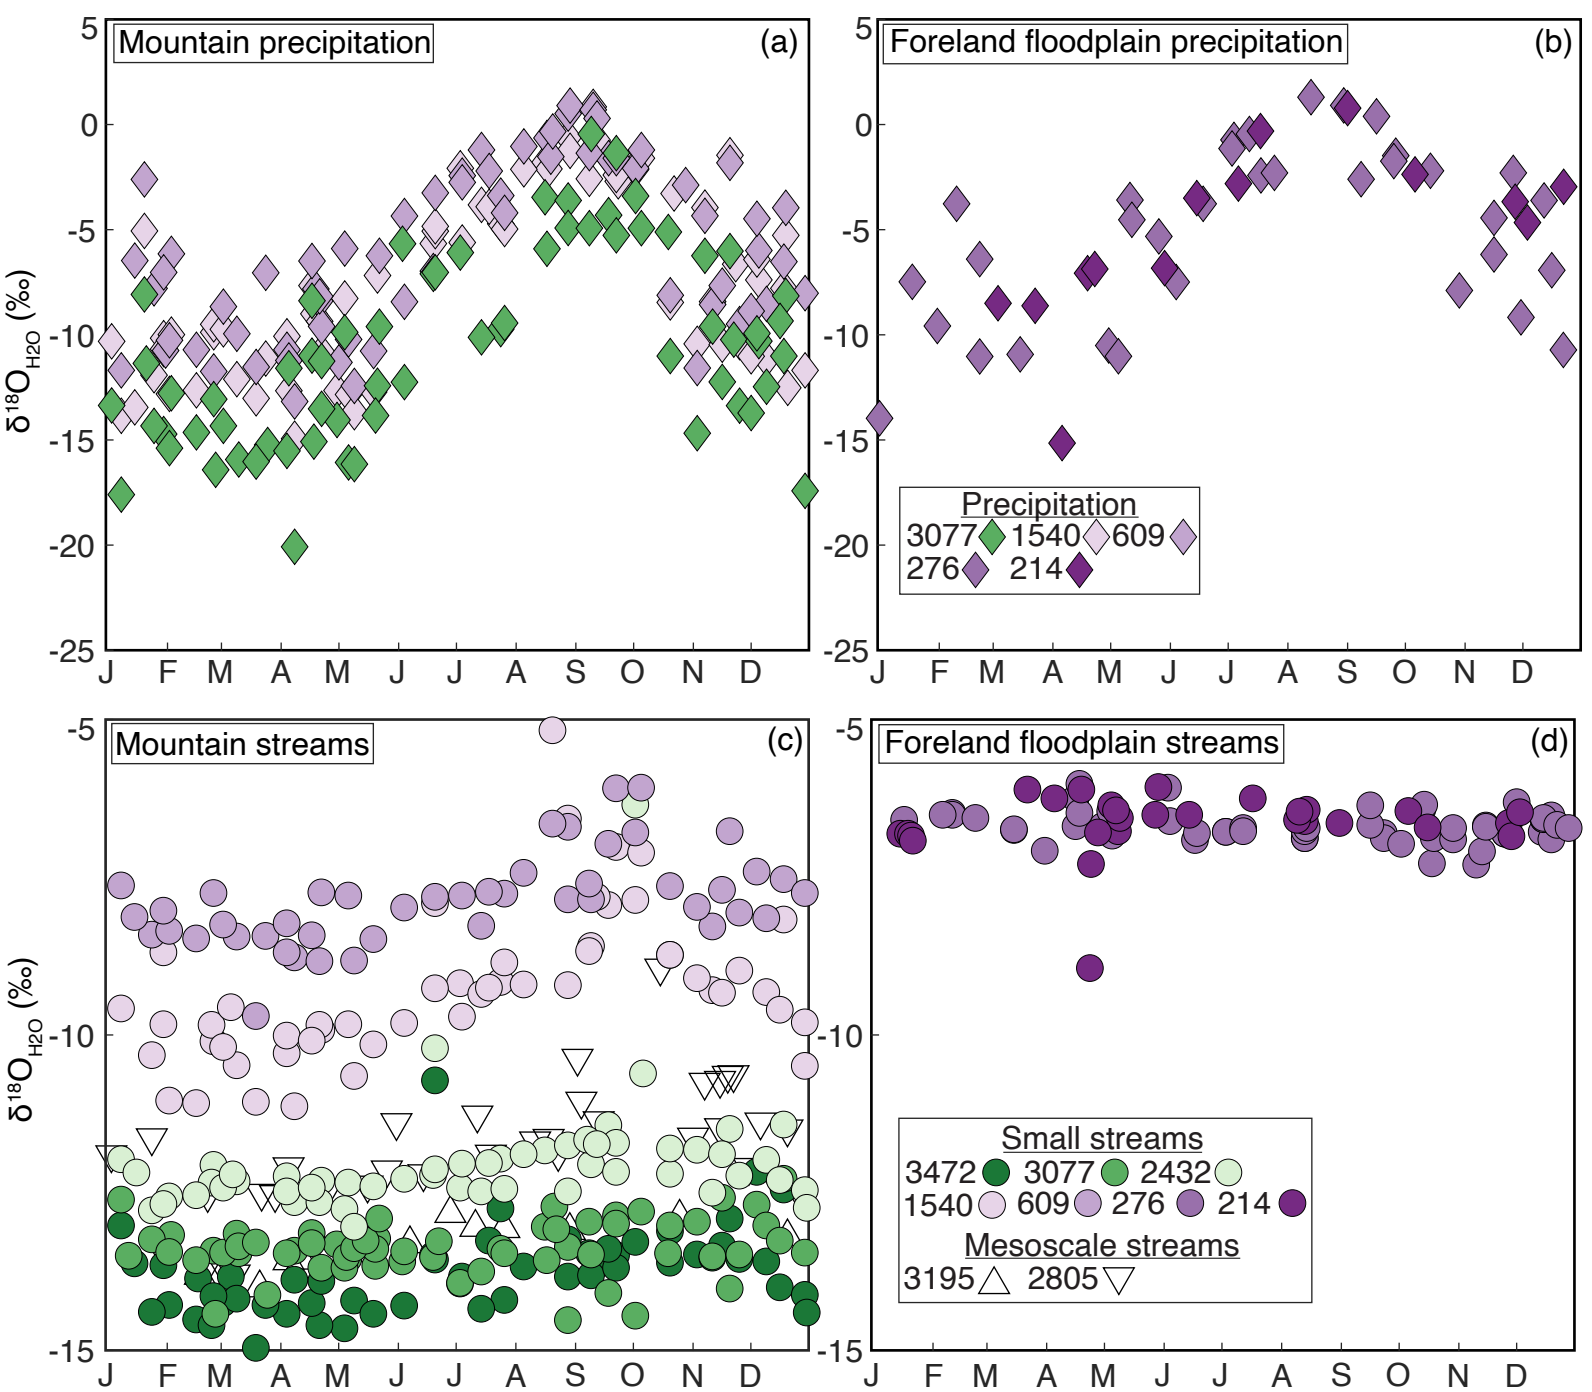 Mountain precipitation
(a)
5
0
-5
-10
-15
-20
-25
J F M A M J J A S O N D
δ18OH2O (‰)
Foreland floodplain precipitation
(b)
5
0
-5
-10
-15
-20
-25
Precipitation
3077 1540 609
276 214
J F M A M J J A S O N D
Mountain streams
(c)
-5
-10
-15
J F M A M J J A S O N D
δ18OH2O (‰)
Foreland floodplain streams
(d)
-5
-10
-15
Small streams
3472 3077 2432
1540 609 276 214
Mesoscale streams
3195 2805
J F M A M J J A S O N D